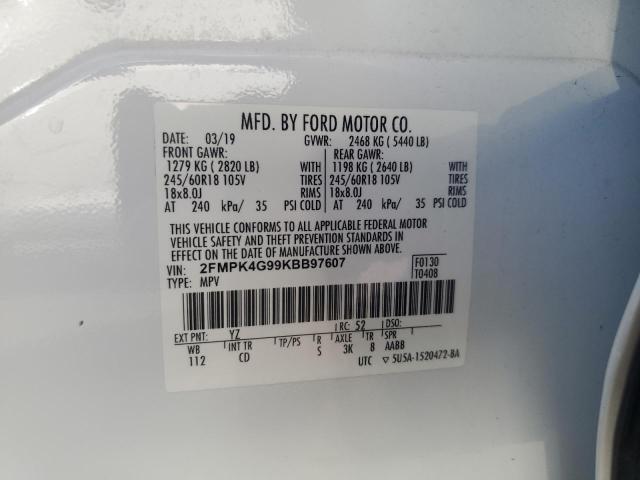 MFD. BY FORD MOTOR CO.
DATE: 03/19 GVWR: 2468 KG ( 5440 LB)
FRONT GAWR: REAR GAWR:
1279 KG ( 2820 LB) WITH 1198 KG ( 2640 LB) WITH
245/60R18 105V TIRES 245/60R18 105V TIRES
18x8.0J RIMS 18x8.0J RIMS
AT 240 kPa/ 35 PSI COLD AT 240 kPa/ 35 PSI COLD
THIS VEHICLE CONFORMS TO ALL APPLICABLE FEDERAL MOTOR
VEHICLE SAFETY AND THEFT PREVENTION STANDARDS IN
EFFECT ON THE DATE OF MANUFACTURE SHOWN ABOVE.
VIN: 2FMPK4G99KBB97607 F0130
TYPE: MPV T0408
EXT PNT: YZ RC: 52 DSO:
WB INT TR TP/PS R AXLE TR SPR
112 CD S 3K 8 AABB
UTC ▽ 5U5A-1520472-BA